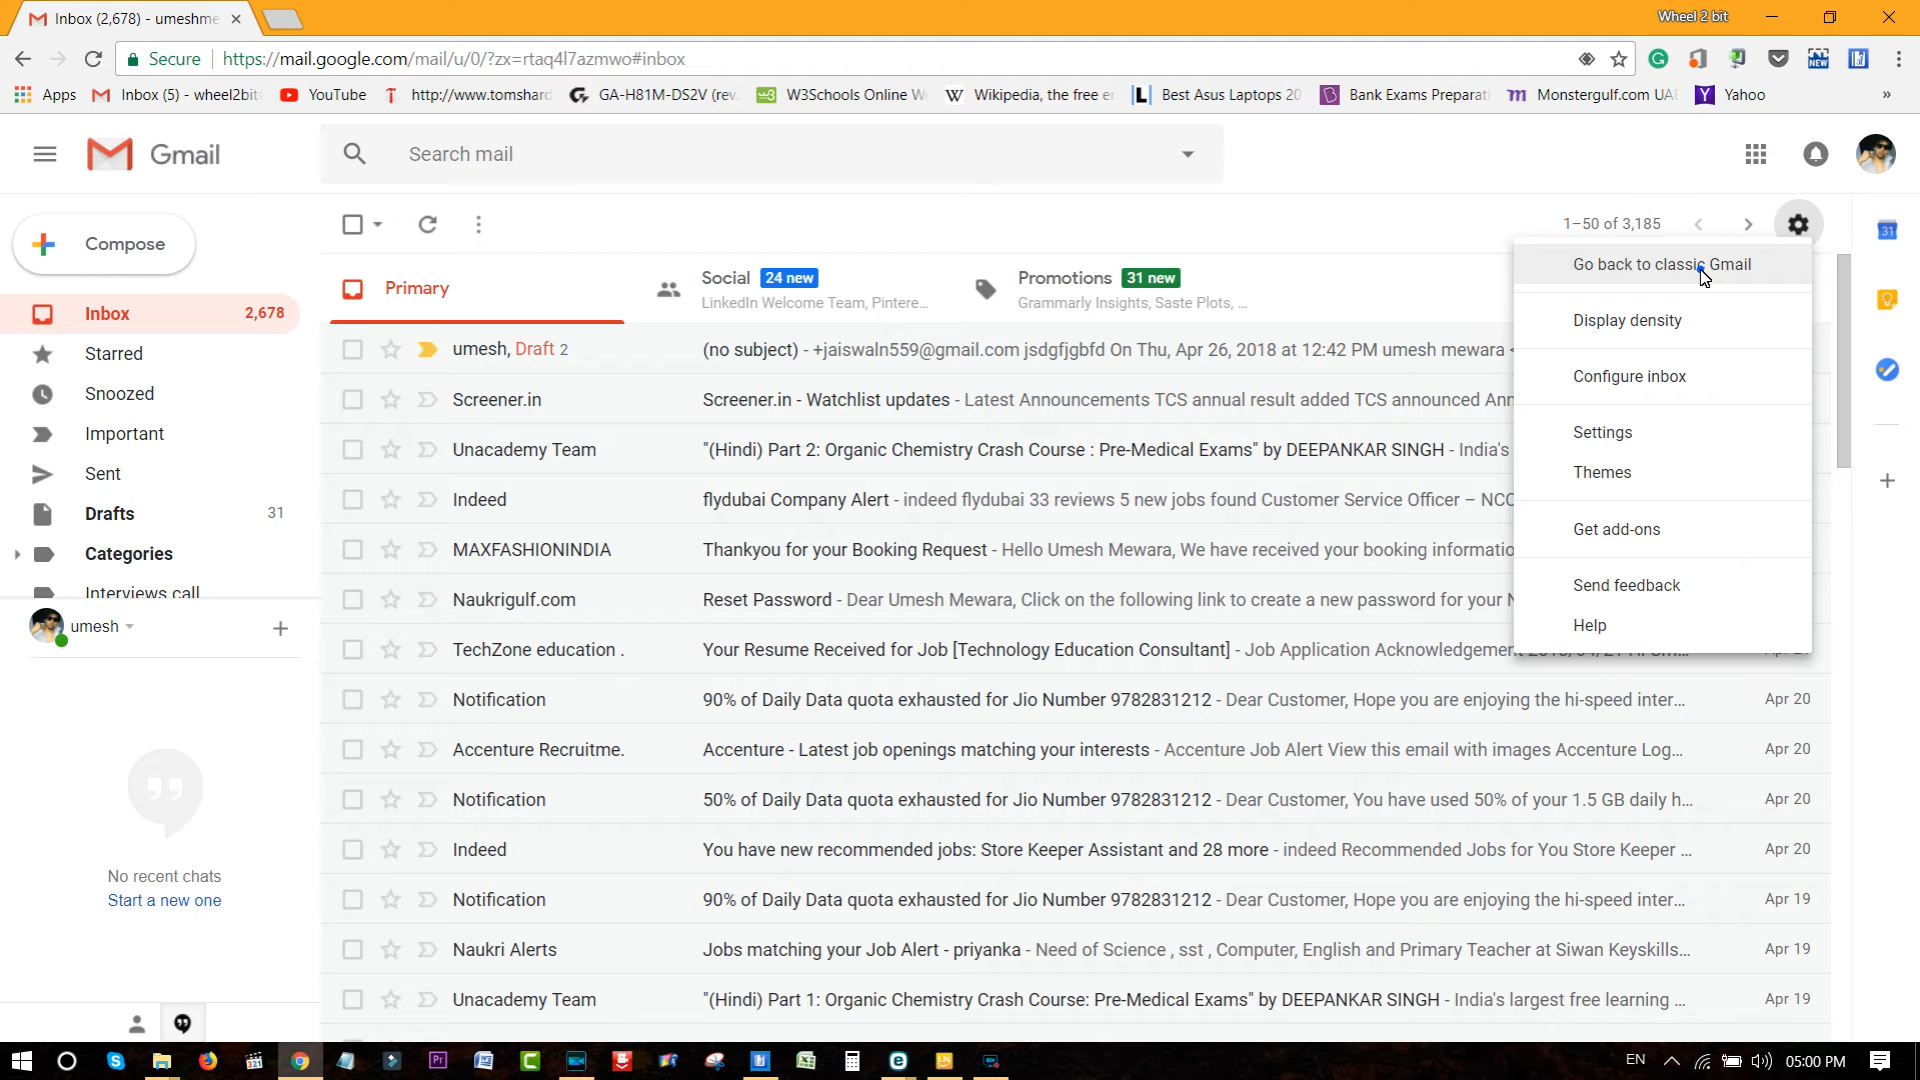 Inbox (2,678) - umeshme
Wheel 2 bit
Secure https://mail.google.com/mail/u/0/?zx=rtaq4l7azmwo#inbox
Apps Inbox (5) - wheel2bit YouTube http://www.tomshard GA-H81M-DS2V (rev. W3Schools Online W Wikipedia, the free e Best Asus Laptops 20 Bank Exams Preparati Monstergulf.com UAE Yahoo »
Gmail
Search mail
Compose
1–50 of 3,185
Inbox 2,678
Starred
Snoozed
Important
Sent
Drafts 31
Categories
Interviews call
umesh
No recent chats
Start a new one
Primary
Social 24 new
LinkedIn Welcome Team, Pintere…
Promotions 31 new
Grammarly Insights, Saste Plots, …
umesh, Draft 2 (no subject) - +jaiswaln559@gmail.com jsdgfjgbfd On Thu, Apr 26, 2018 at 12:42 PM umesh mewara <
Screener.in Screener.in - Watchlist updates - Latest Announcements TCS annual result added TCS announced Ann
Unacademy Team "(Hindi) Part 2: Organic Chemistry Crash Course : Pre-Medical Exams" by DEEPANKAR SINGH - India's
Indeed flydubai Company Alert - indeed flydubai 33 reviews 5 new jobs found Customer Service Officer – NCC
MAXFASHIONINDIA Thankyou for your Booking Request - Hello Umesh Mewara, We have received your booking informatio
Naukrigulf.com Reset Password - Dear Umesh Mewara, Click on the following link to create a new password for your N
TechZone education . Your Resume Received for Job [Technology Education Consultant] - Job Application Acknowledgement
Notification 90% of Daily Data quota exhausted for Jio Number 9782831212 - Dear Customer, Hope you are enjoying the hi-speed inter… Apr 20
Accenture Recruitme. Accenture - Latest job openings matching your interests - Accenture Job Alert View this email with images Accenture Log… Apr 20
Notification 50% of Daily Data quota exhausted for Jio Number 9782831212 - Dear Customer, You have used 50% of your 1.5 GB daily h… Apr 20
Indeed You have new recommended jobs: Store Keeper Assistant and 28 more - indeed Recommended Jobs for You Store Keeper … Apr 20
Notification 90% of Daily Data quota exhausted for Jio Number 9782831212 - Dear Customer, Hope you are enjoying the hi-speed inter… Apr 19
Naukri Alerts Jobs matching your Job Alert - priyanka - Need of Science , sst , Computer, English and Primary Teacher at Siwan Keyskills… Apr 19
Unacademy Team "(Hindi) Part 1: Organic Chemistry Crash Course: Pre-Medical Exams" by DEEPANKAR SINGH - India's largest free learning … Apr 19
Go back to classic Gmail
Display density
Configure inbox
Settings
Themes
Get add-ons
Send feedback
Help
31
EN 05:00 PM